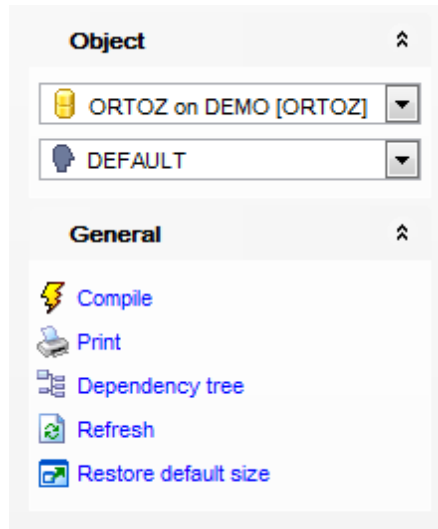 Object
ORTOZ on DEMO [ORTOZ]
DEFAULT
General
Compile
Print
Dependency tree
Refresh
Restore default size